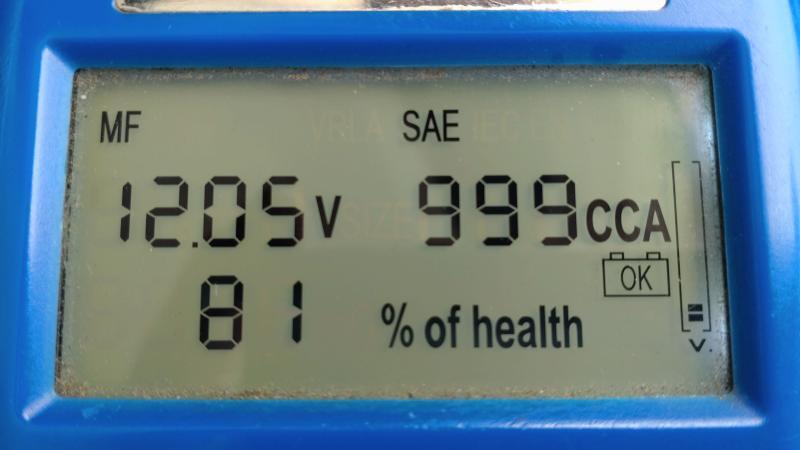 MF SAE
12.05V 999CCA
OK
81 % of health
V